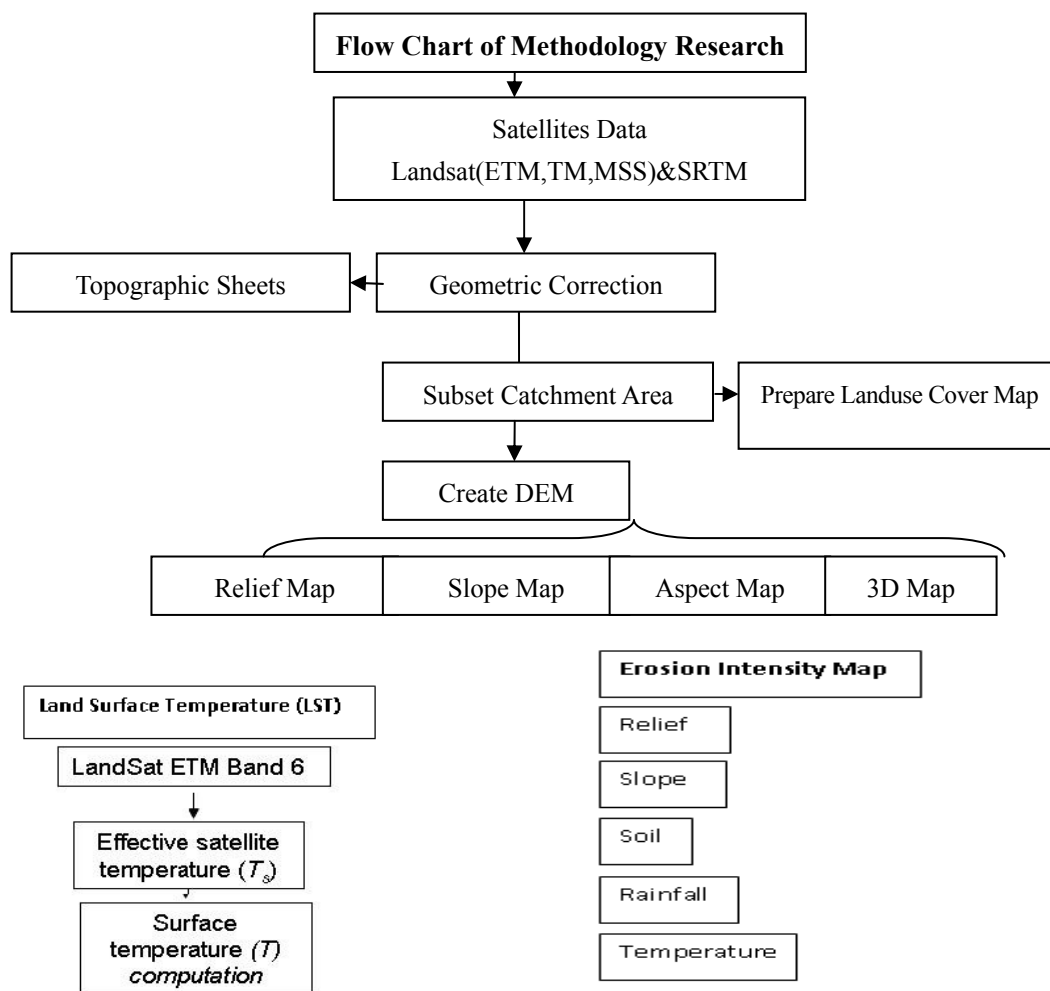 Flow Chart of Methodology Research
Satellites Data
Landsat(ETM,TM,MSS)&SRTM
Topographic Sheets
Geometric Correction
Subset Catchment Area
Prepare Landuse Cover Map
Create DEM
Relief Map
Slope Map
Aspect Map
3D Map
Land Surface Temperature (LST)
LandSat ETM Band 6
Effective satellite
temperature (Ts)
Surface
temperature (T)
computation
Erosion Intensity Map
Relief
Slope
Soil
Rainfall
Temperature